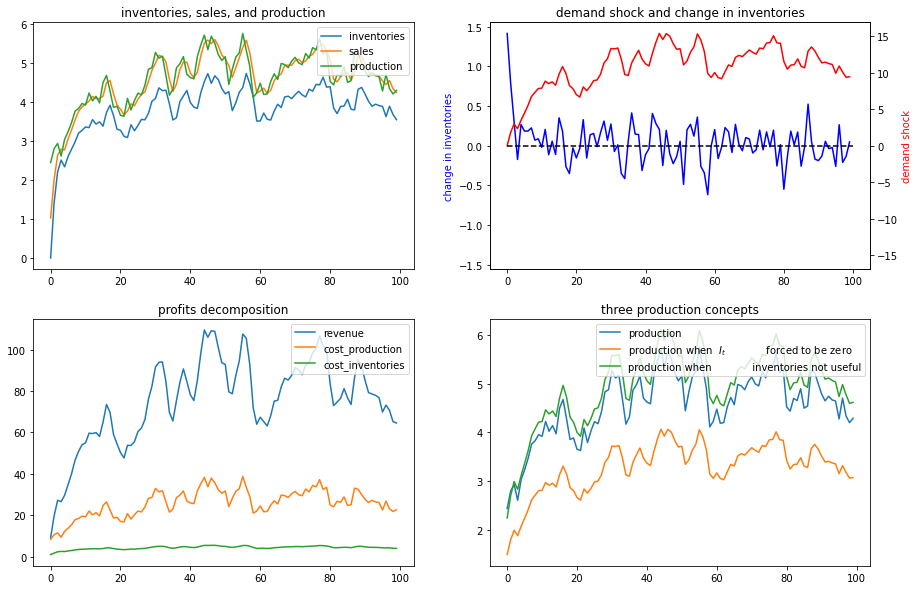 inventories, sales, and production
inventories
sales
production
6
5
4
3
2
1
0
0 20 40 60 80 100
demand shock and change in inventories
change in inventories
1.5
1.0
0.5
0.0
−0.5
−1.0
−1.5
15
10
5
0
−5
−10
−15
demand shock
0 20 40 60 80 100
profits decomposition
revenue
cost_production
cost_inventories
100
80
60
40
20
0
0 20 40 60 80 100
three production concepts
production
production when I_t forced to be zero
production when inventories not useful
6
5
4
3
2
0 20 40 60 80 100